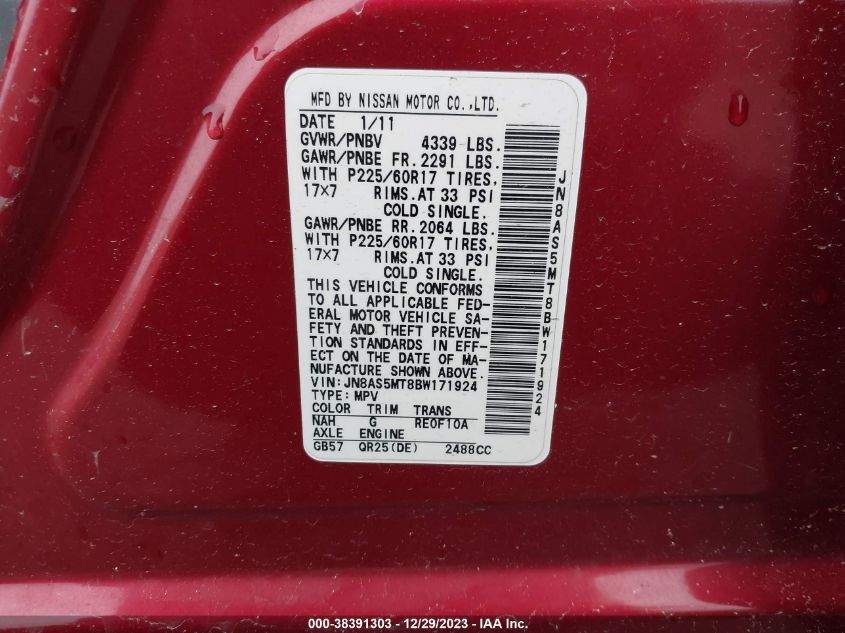 MFD BY NISSAN MOTOR CO.,LTD.
DATE 1/11
GVWR/PNBV 4339 LBS.
GAWR/PNBE FR. 2291 LBS.
WITH P225/60R17 TIRES,
17×7 RIMS.AT 33 PSI
COLD SINGLE.
GAWR/PNBE RR. 2064 LBS.
WITH P225/60R17 TIRES,
17×7 RIMS.AT 33 PSI
COLD SINGLE.
THIS VEHICLE CONFORMS
TO ALL APPLICABLE FED-
ERAL MOTOR VEHICLE SA-
FETY AND THEFT PREVEN-
TION STANDARDS IN EFF-
ECT ON THE DATE OF MA-
NUFACTURE SHOWN ABOVE.
VIN:JN8AS5MT8BW171924
TYPE:MPV
COLOR TRIM TRANS
NAH G RE0F10A
AXLE ENGINE
GB57 QR25(DE) 2488CC
JN8AS5MT8BW171924
000-38391303 - 12/29/2023 - IAA Inc.